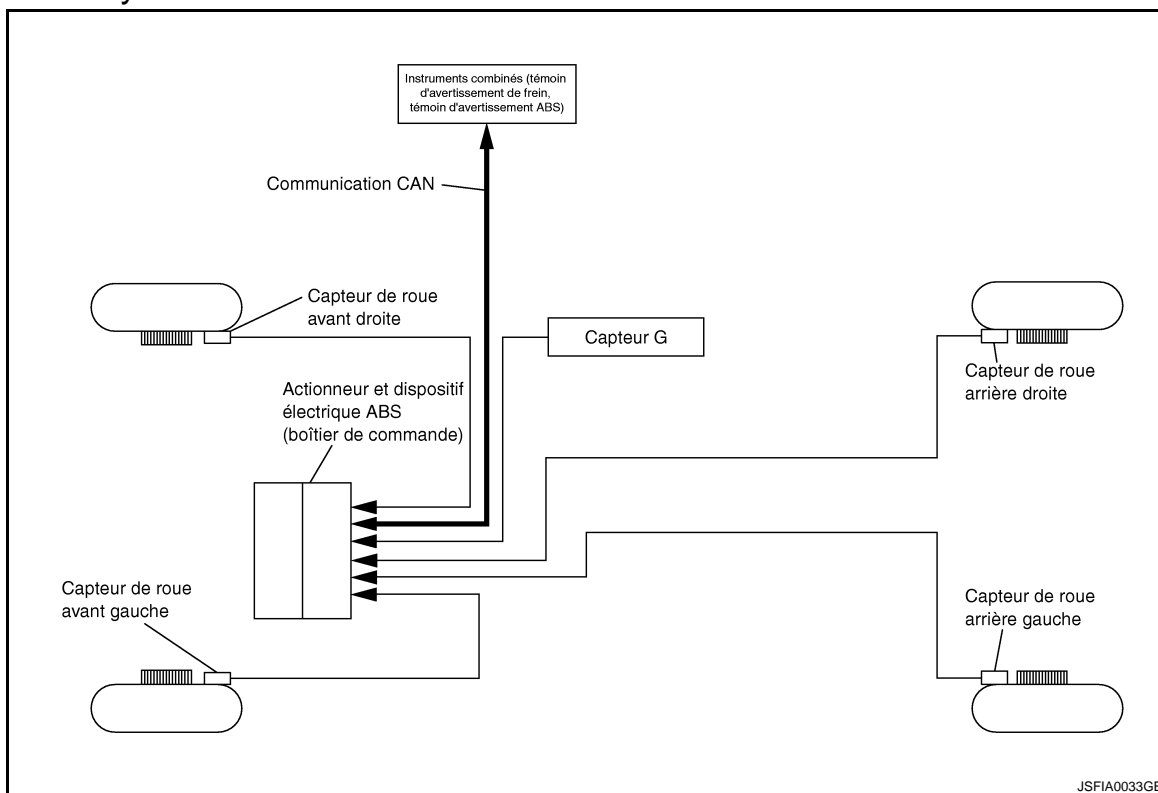 Instruments combinés (témoin
d'avertissement de frein,
témoin d'avertissement ABS)
Communication CAN
Capteur de roue
avant droite
Capteur G
Capteur de roue
arrière droite
Actionneur et dispositif
électrique ABS
(boîtier de commande)
Capteur de roue
avant gauche
Capteur de roue
arrière gauche